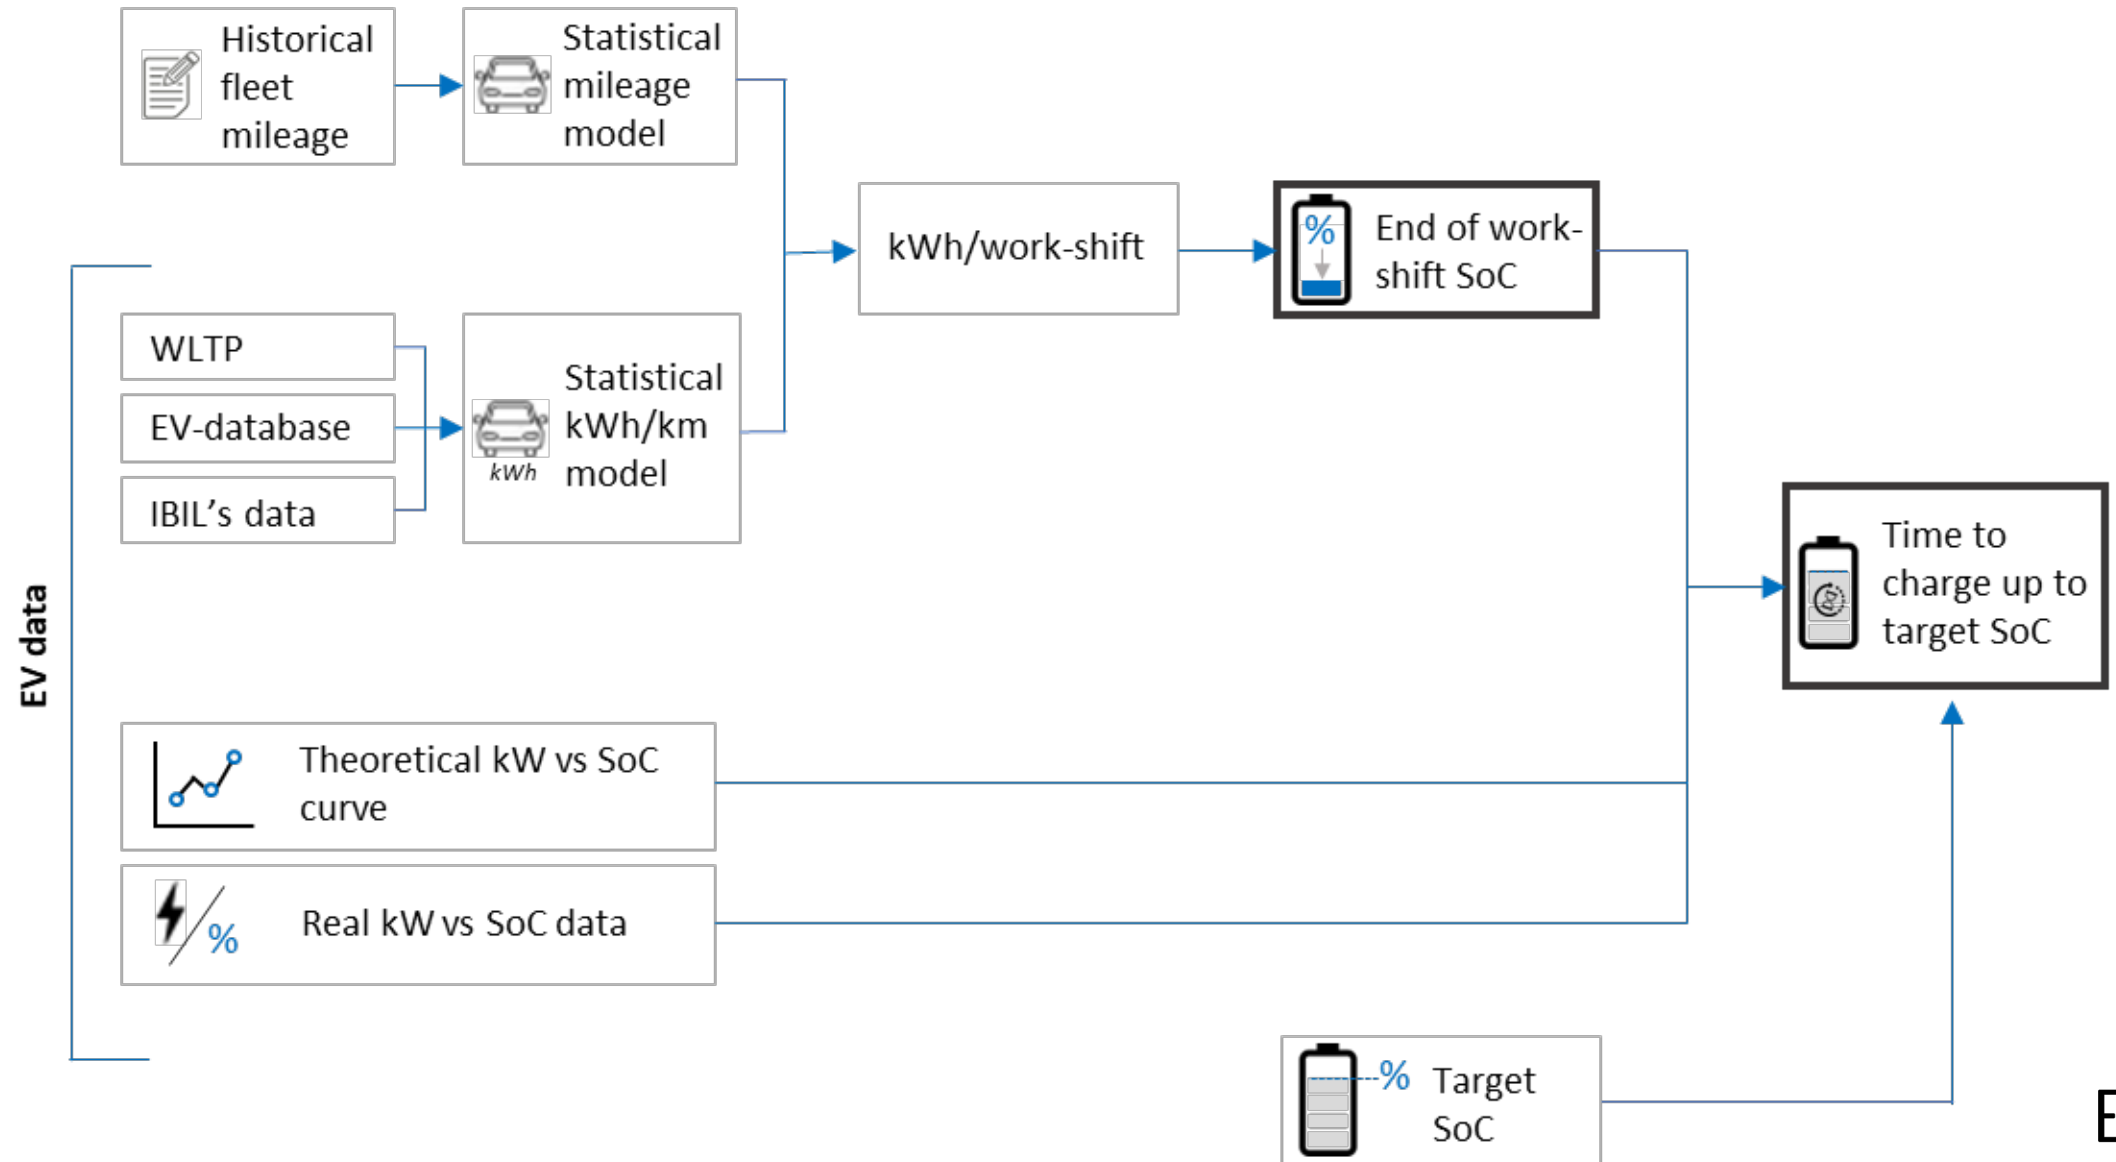 Historical
fleet
mileage
Statistical
mileage
model
kWh/work-shift
%
End of work-
shift SoC
WLTP
EV-database
IBIL’s data
kWh
Statistical
kWh/km
model
EV data
Time to
charge up to
target SoC
Theoretical kW vs SoC
curve
%
Real kW vs SoC data
%
Target
SoC
E